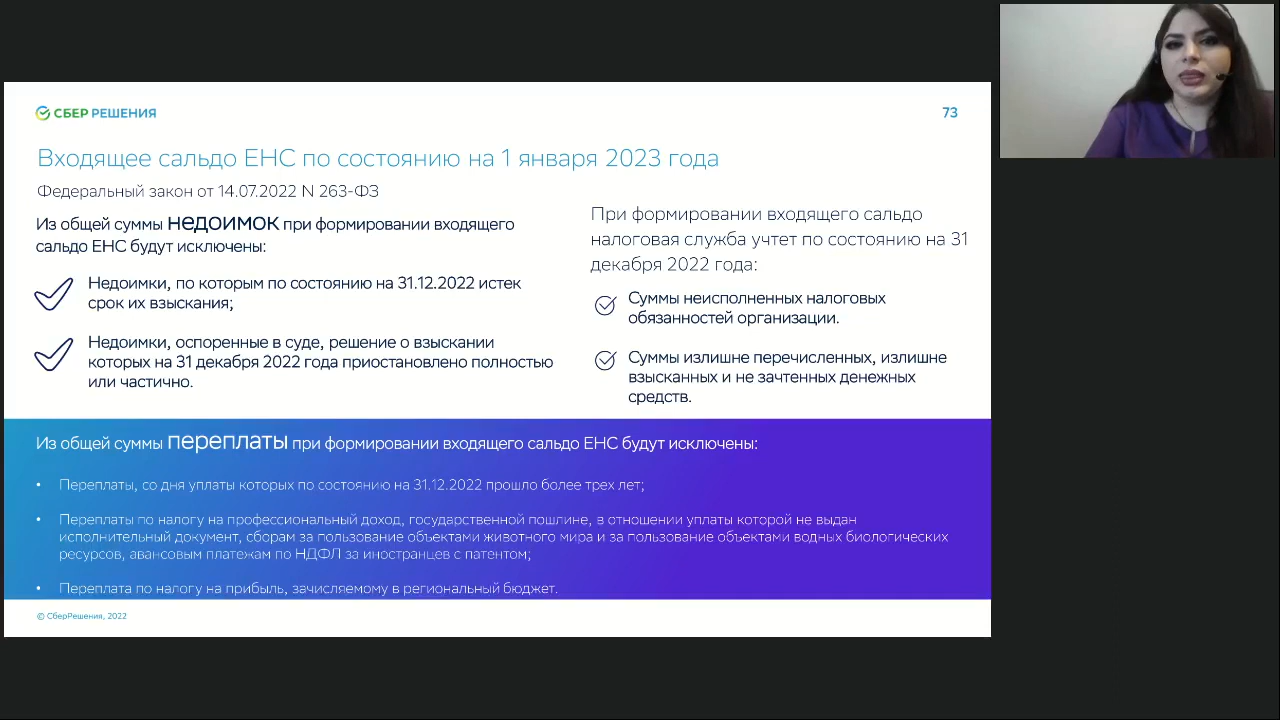 СБЕР РЕШЕНИЯ
73
Входящее сальдо ЕНС по состоянию на 1 января 2023 года
Федеральный закон от 14.07.2022 N 263-ФЗ
Из общей суммы недоимок при формировании входящего
сальдо ЕНС будут исключены:
Недоимки, по которым по состоянию на 31.12.2022 истек
срок их взыскания;
Недоимки, оспоренные в суде, решение о взыскании
которых на 31 декабря 2022 года приостановлено полностью
или частично.
При формировании входящего сальдо
налоговая служба учтет по состоянию на 31
декабря 2022 года:
Суммы неисполненных налоговых
обязанностей организации.
Суммы излишне перечисленных, излишне
взысканных и не зачтенных денежных
средств.
Из общей суммы переплаты при формировании входящего сальдо ЕНС будут исключены:
• Переплаты, со дня уплаты которых по состоянию на 31.12.2022 прошло более трех лет;
• Переплаты по налогу на профессиональный доход, государственной пошлине, в отношении уплаты которой не выдан
исполнительный документ, сборам за пользование объектами животного мира и за пользование объектами водных биологических
ресурсов, авансовым платежам по НДФЛ за иностранцев с патентом;
• Переплата по налогу на прибыль, зачисляемому в региональный бюджет.
© СберРешения, 2022